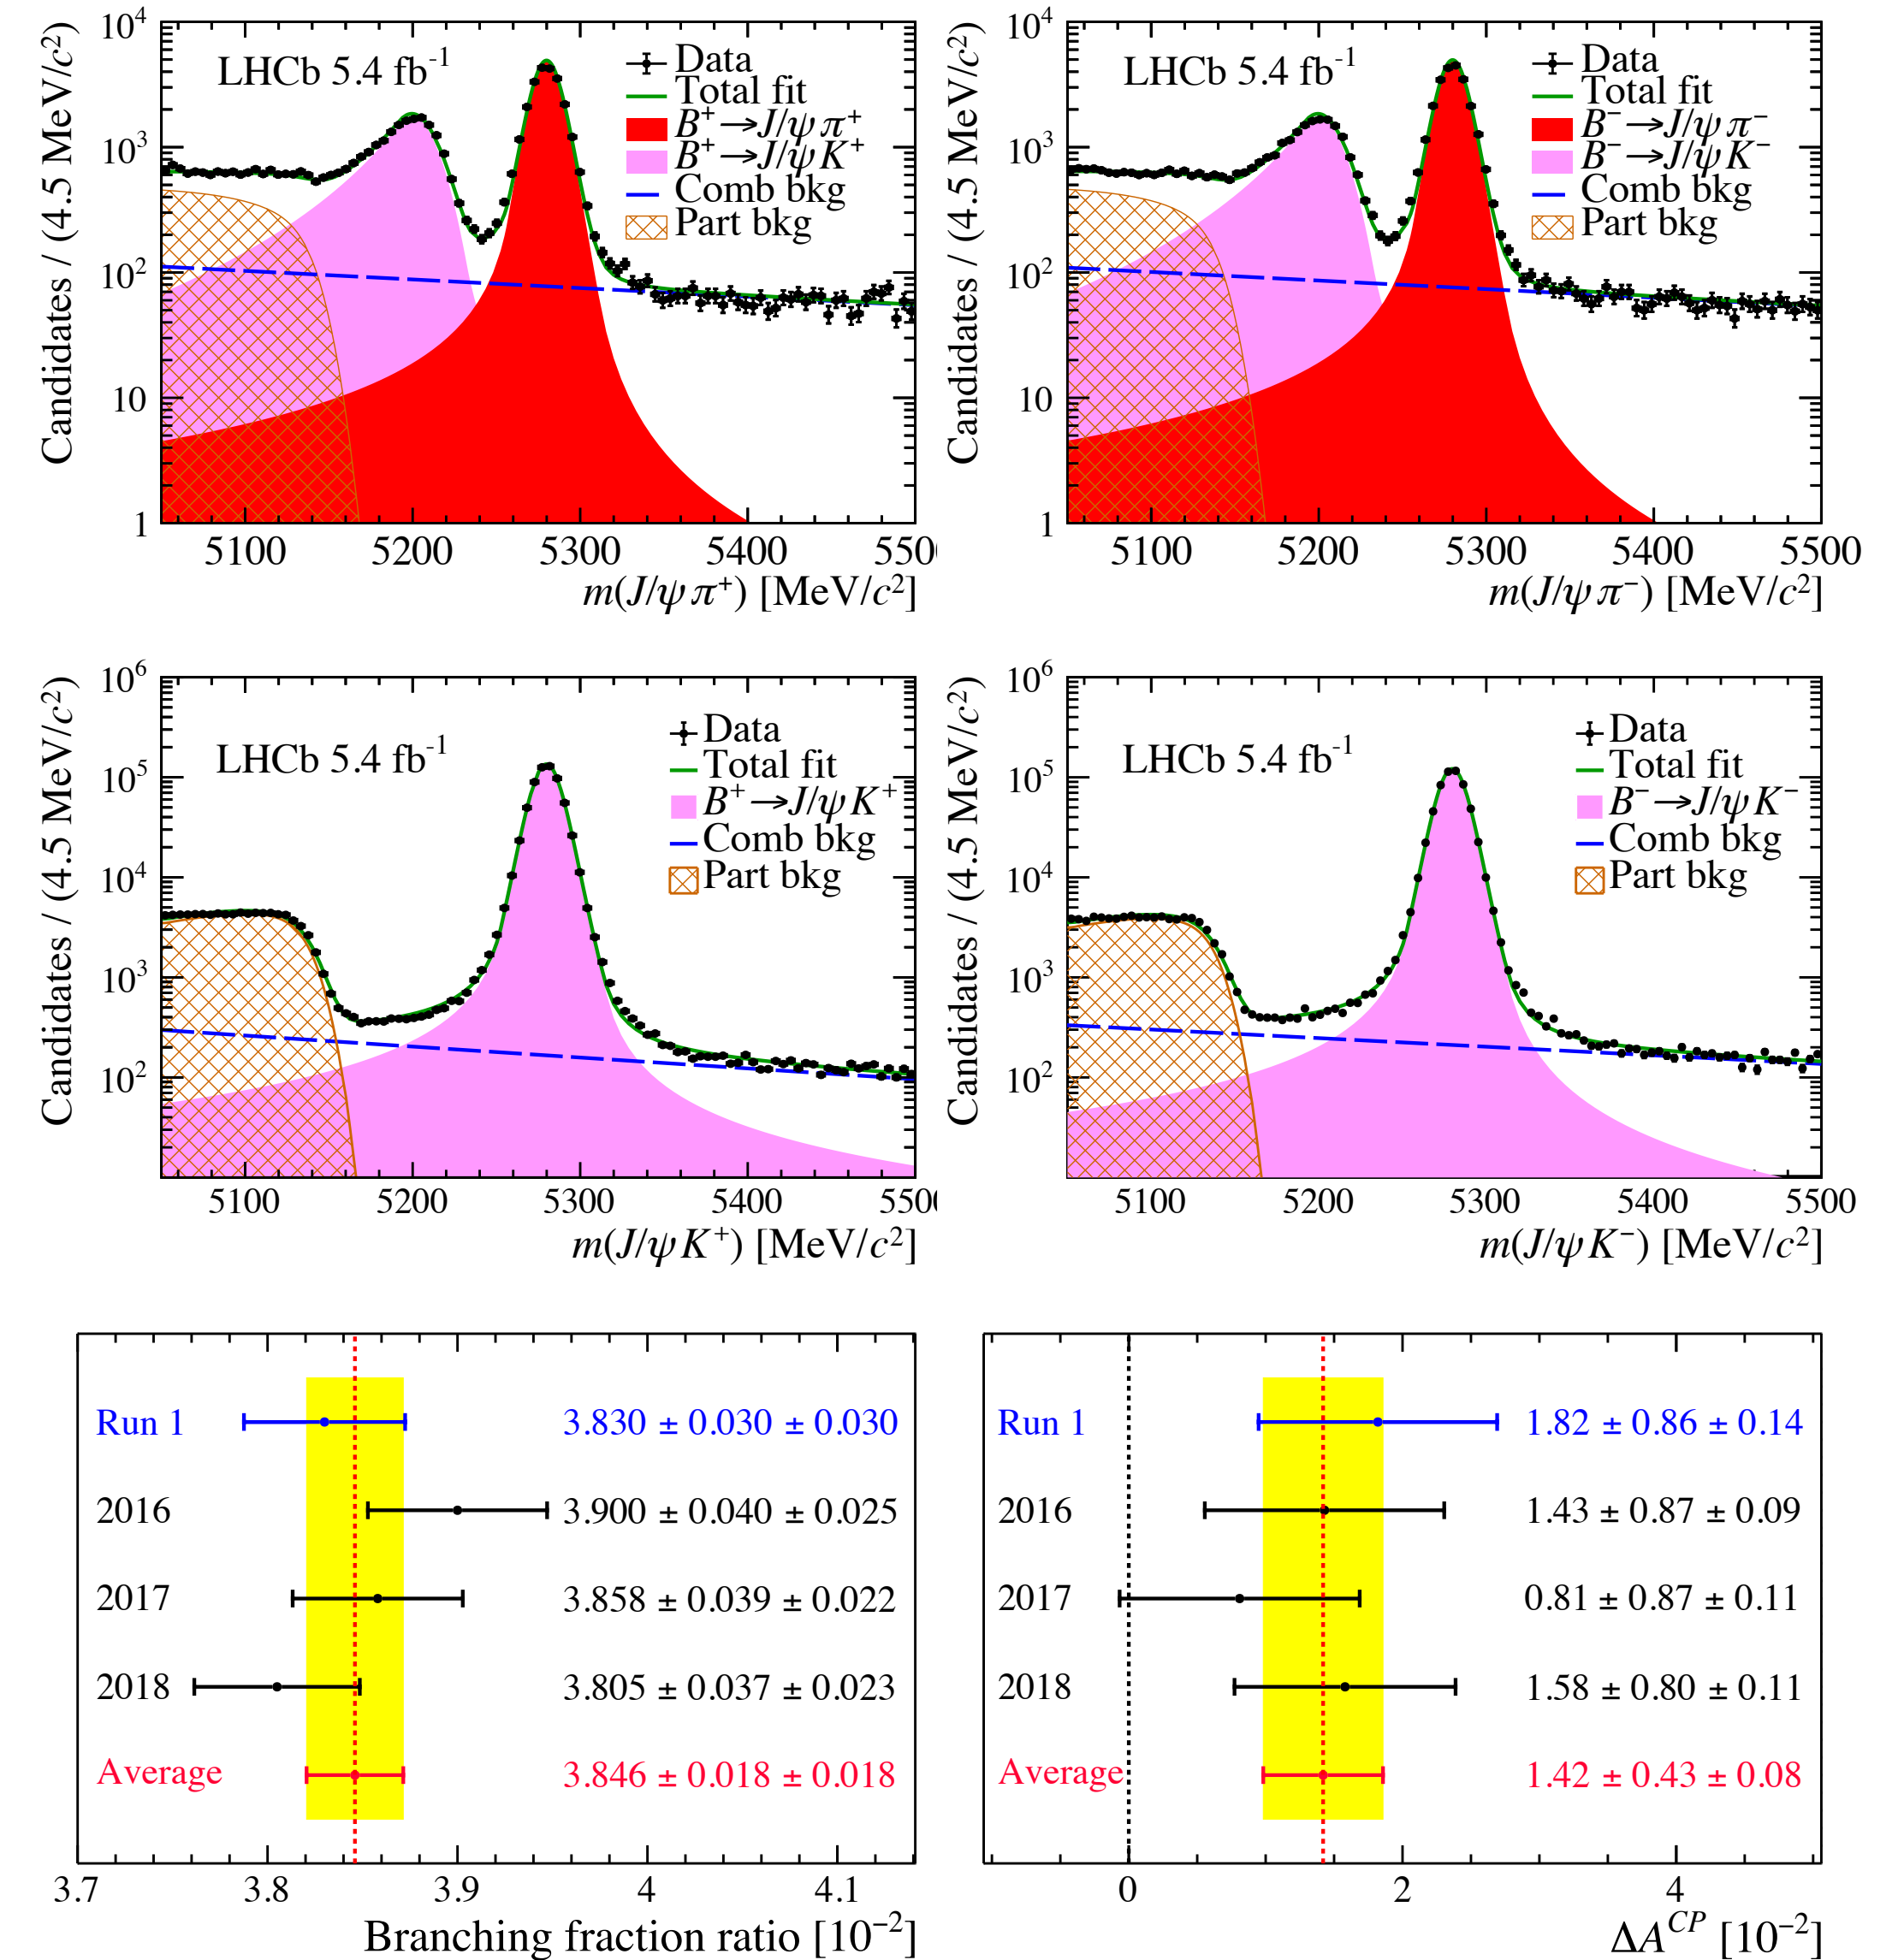 Candidates / (4.5 MeV/c²)
10⁴
10³
10²
10
1
LHCb 5.4 fb⁻¹
Data
Total fit
B⁺→J/ψ π⁺
B⁺→J/ψ K⁺
Comb bkg
Part bkg
5100 5200 5300 5400 550
m(J/ψ π⁺) [MeV/c²]
Candidates / (4.5 MeV/c²)
10⁴
10³
10²
10
1
LHCb 5.4 fb⁻¹
Data
Total fit
B⁻→J/ψ π⁻
B⁻→J/ψ K⁻
Comb bkg
Part bkg
5100 5200 5300 5400 5500
m(J/ψ π⁻) [MeV/c²]
Candidates / (4.5 MeV/c²)
10⁶
10⁵
10⁴
10³
10²
LHCb 5.4 fb⁻¹
Data
Total fit
B⁺→J/ψ K⁺
Comb bkg
Part bkg
5100 5200 5300 5400 550
m(J/ψ K⁺) [MeV/c²]
Candidates / (4.5 MeV/c²)
10⁶
10⁵
10⁴
10³
10²
LHCb 5.4 fb⁻¹
Data
Total fit
B⁻→J/ψ K⁻
Comb bkg
Part bkg
5100 5200 5300 5400 5500
m(J/ψ K⁻) [MeV/c²]
Run 1 3.830 ± 0.030 ± 0.030
2016 3.900 ± 0.040 ± 0.025
2017 3.858 ± 0.039 ± 0.022
2018 3.805 ± 0.037 ± 0.023
Average 3.846 ± 0.018 ± 0.018
3.7 3.8 3.9 4 4.1
Branching fraction ratio [10⁻²]
Run 1 1.82 ± 0.86 ± 0.14
2016 1.43 ± 0.87 ± 0.09
2017 0.81 ± 0.87 ± 0.11
2018 1.58 ± 0.80 ± 0.11
Average 1.42 ± 0.43 ± 0.08
0 2 4
ΔA^CP [10⁻²]